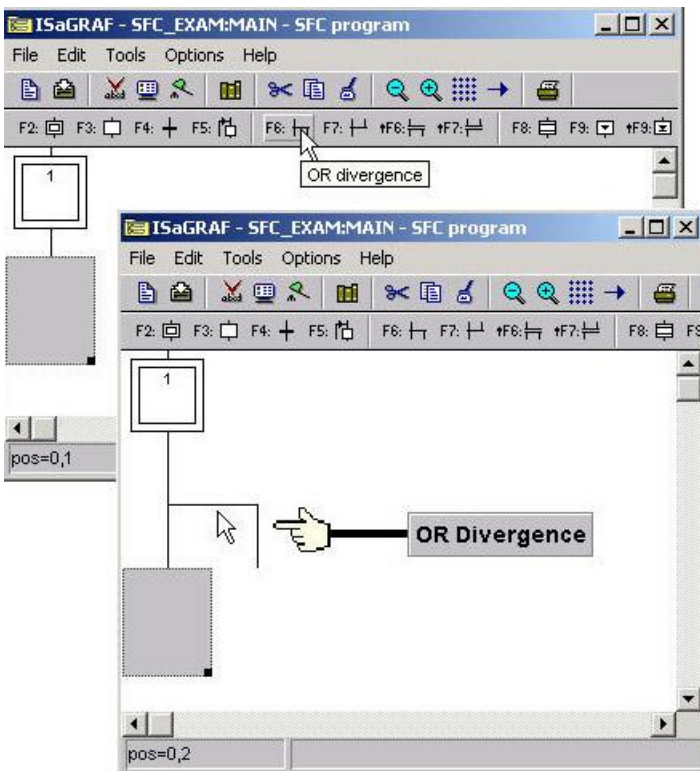 ISaGRAF - SFC_EXAM:MAIN - SFC program
File Edit Tools Options Help
F2: F3: F4: F5: F6: F7: ↑F6: ↑F7: F8: F9: ↑F9:
OR divergence
1
pos=0,1
ISaGRAF - SFC_EXAM:MAIN - SFC program
File Edit Tools Options Help
F2: F3: F4: F5: F6: F7: ↑F6: ↑F7: F8: F9
1
OR Divergence
pos=0,2